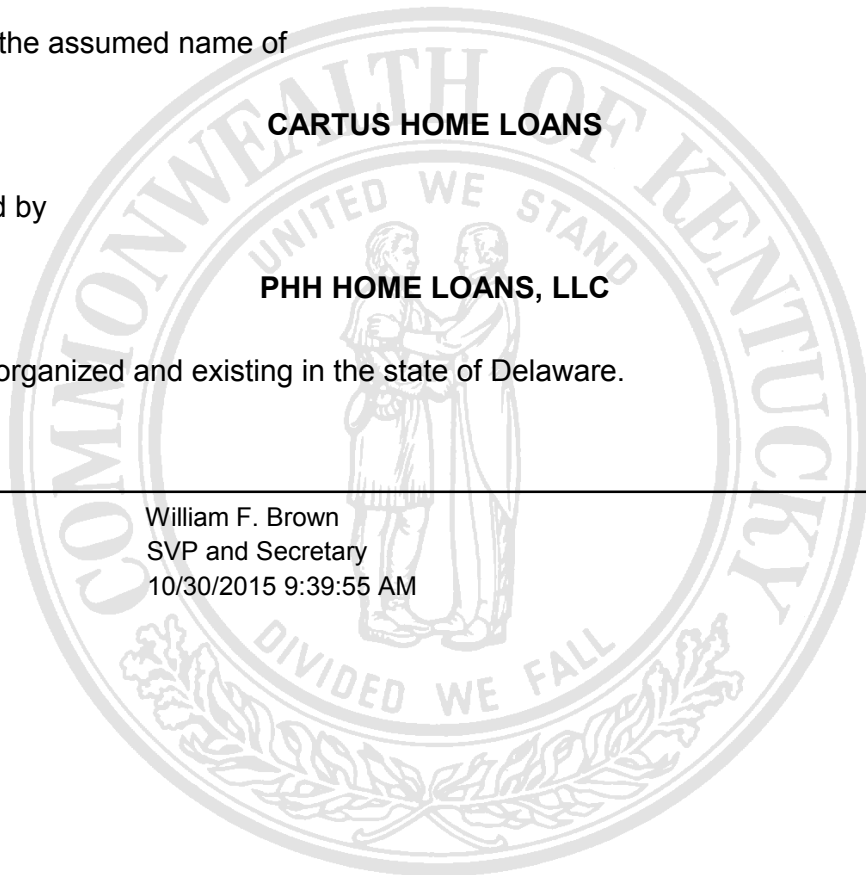 the assumed name of
CARTUS HOME LOANS
d by
PHH HOME LOANS, LLC
organized and existing in the state of Delaware.
William F. Brown
SVP and Secretary
10/30/2015 9:39:55 AM
COMMONWEALTH OF KENTUCKY
UNITED WE STAND
DIVIDED WE FALL